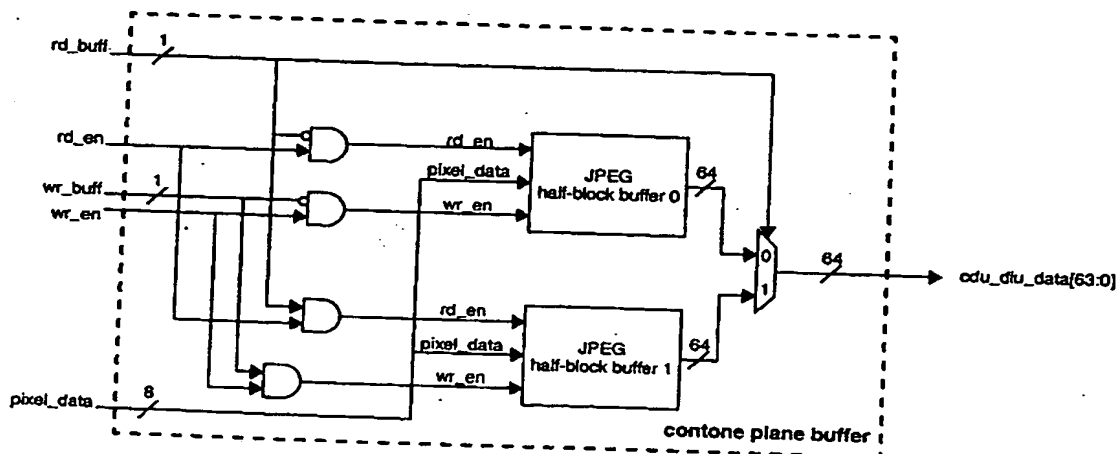 rd_buff
1
rd_en
wr_buff
1
wr_en
rd_en
pixel_data
wr_en
JPEG
half-block buffer 0
64
0
1
64
cdu_diu_data[63:0]
rd_en
pixel_data
wr_en
JPEG
half-block buffer 1
64
pixel_data
8
contone plane buffer